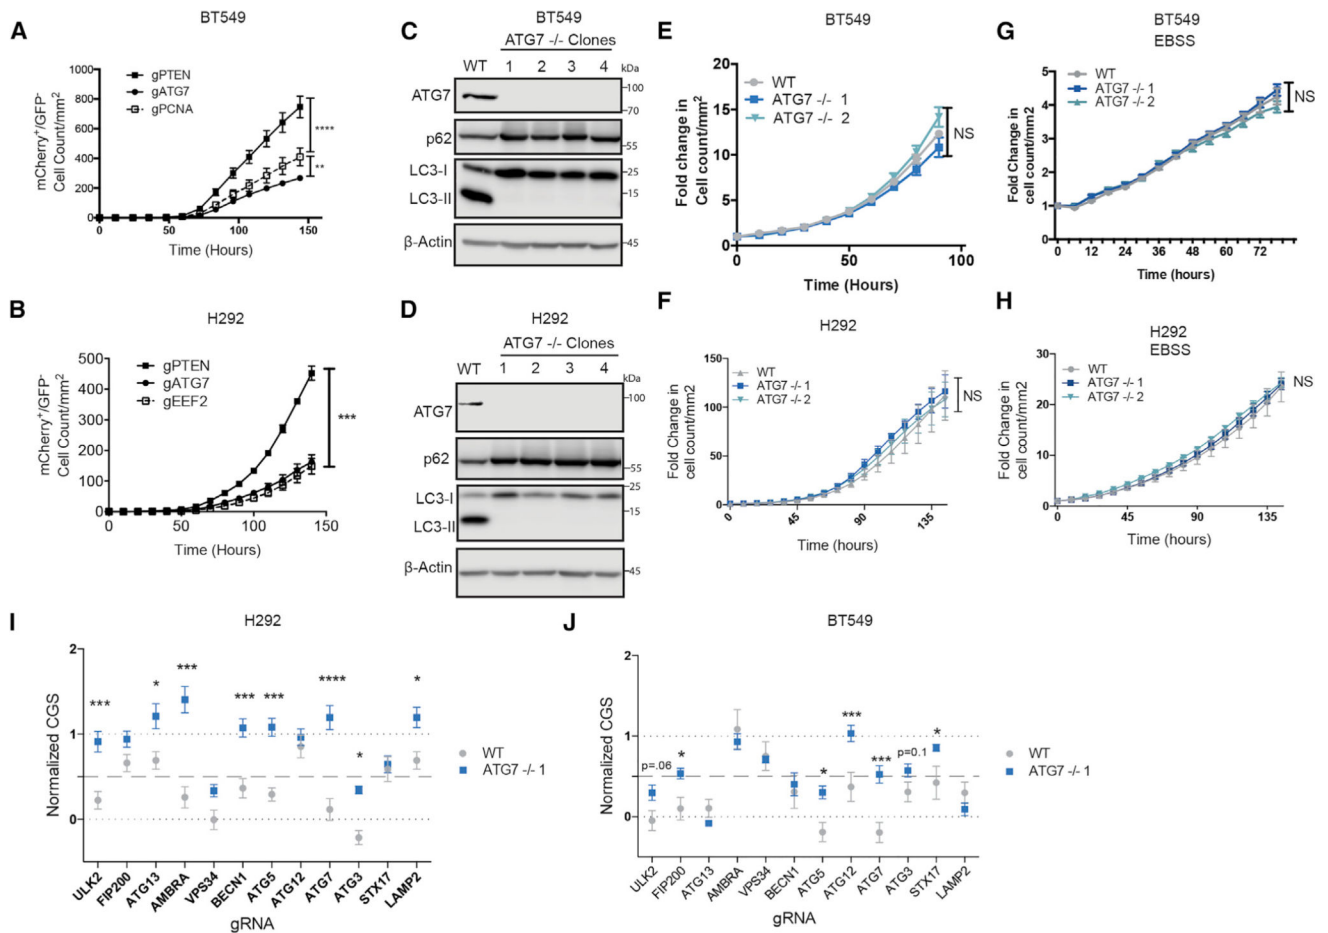 A
BT549
mCherry⁺/GFP⁻
Cell Count/mm²
1000
800
600
400
200
0
gPTEN
gATG7
gPCNA
****
**
0 50 100 150
Time (Hours)
B
H292
mCherry⁺/GFP⁻
Cell Count/mm²
500
400
300
200
100
0
gPTEN
gATG7
gEEF2
***
0 50 100 150
Time (Hours)
C
BT549
ATG7 -/- Clones
WT 1 2 3 4 kDa
ATG7
100
70
p62
55
LC3-I
25
LC3-II
15
β-Actin
45
D
H292
ATG7 -/- Clones
WT 1 2 3 4
kDa
ATG7
100
p62
55
LC3-I
25
15
LC3-II
β-Actin
45
E
BT549
Fold change in
Cell count/mm²
20
15
10
5
0
WT
ATG7 -/- 1
ATG7 -/- 2
NS
0 50 100
Time (Hours)
F
H292
Fold Change in
cell count/mm2
150
100
50
0
WT
ATG7 -/- 1
ATG7 -/- 2
NS
0 45 90 135
Time (hours)
G
BT549
EBSS
Fold Change in
Cell count/mm2
5
4
3
2
1
0
WT
ATG7 -/- 1
ATG7 -/- 2
NS
0 12 24 36 48 60 72
Time (hours)
H
H292
EBSS
Fold Change in
cell count/mm2
30
20
10
0
WT
ATG7 -/- 1
ATG7 -/- 2
NS
0 45 90 135
Time (hours)
I
H292
Normalized CGS
2
1
0
*** * *** *** *** **** * *
WT
ATG7 -/- 1
ULK2 FIP200 ATG13 AMBRA VPS34 BECN1 ATG5 ATG12 ATG7 ATG3 STX17 LAMP2
gRNA
J
BT549
Normalized CGS
2
1
0
p=.06 * * *** *** p=0.1 *
WT
ATG7 -/- 1
ULK2 FIP200 ATG13 AMBRA VPS34 BECN1 ATG5 ATG12 ATG7 ATG3 STX17 LAMP2
gRNA